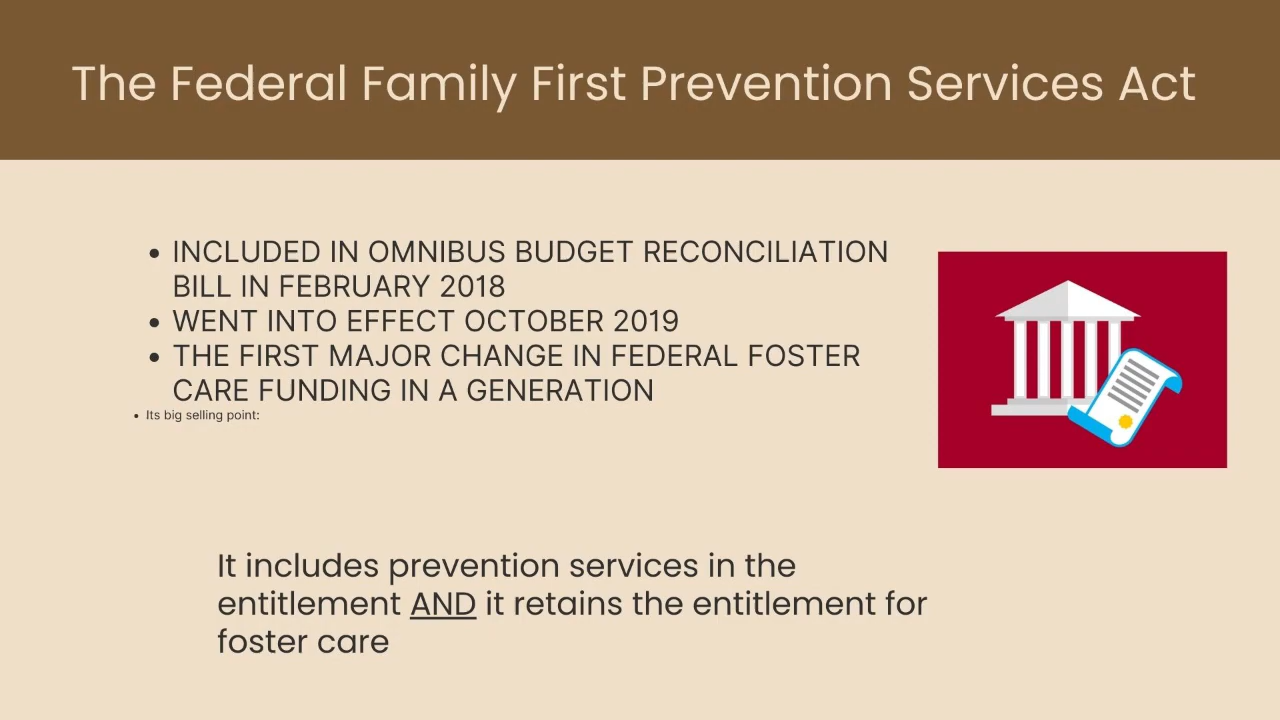 The Federal Family First Prevention Services Act
• INCLUDED IN OMNIBUS BUDGET RECONCILIATION
BILL IN FEBRUARY 2018
• WENT INTO EFFECT OCTOBER 2019
• THE FIRST MAJOR CHANGE IN FEDERAL FOSTER
CARE FUNDING IN A GENERATION
• Its big selling point:
It includes prevention services in the
entitlement AND it retains the entitlement for
foster care